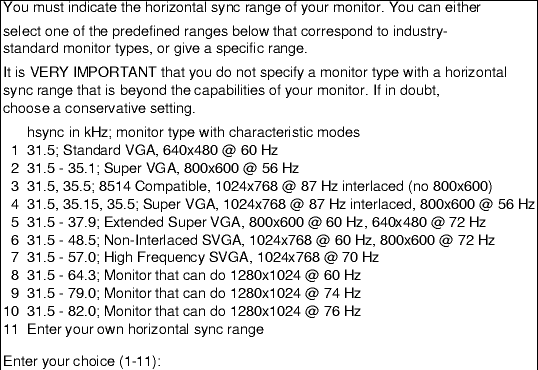 You must indicate the horizontal sync range of your monitor. You can either
select one of the predefined ranges below that correspond to industry-
standard monitor types, or give a specific range.
It is VERY IMPORTANT that you do not specify a monitor type with a horizontal
sync range that is beyond the capabilities of your monitor. If in doubt,
choose a conservative setting.
hsync in kHz; monitor type with characteristic modes
1 31.5; Standard VGA, 640x480 @ 60 Hz
2 31.5 - 35.1; Super VGA, 800x600 @ 56 Hz
3 31.5, 35.5; 8514 Compatible, 1024x768 @ 87 Hz interlaced (no 800x600)
4 31.5, 35.15, 35.5; Super VGA, 1024x768 @ 87 Hz interlaced, 800x600 @ 56 Hz
5 31.5 - 37.9; Extended Super VGA, 800x600 @ 60 Hz, 640x480 @ 72 Hz
6 31.5 - 48.5; Non-Interlaced SVGA, 1024x768 @ 60 Hz, 800x600 @ 72 Hz
7 31.5 - 57.0; High Frequency SVGA, 1024x768 @ 70 Hz
8 31.5 - 64.3; Monitor that can do 1280x1024 @ 60 Hz
9 31.5 - 79.0; Monitor that can do 1280x1024 @ 74 Hz
10 31.5 - 82.0; Monitor that can do 1280x1024 @ 76 Hz
11 Enter your own horizontal sync range
Enter your choice (1-11):